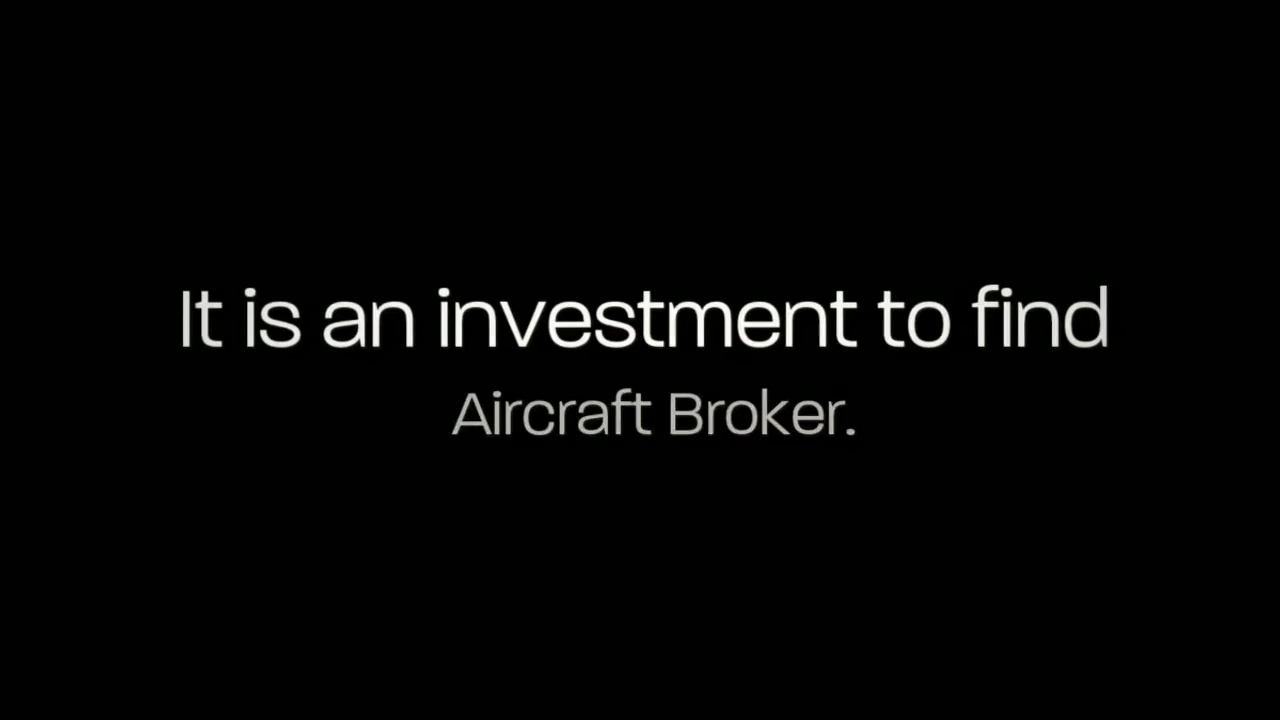 It is an investment to find
Aircraft Broker.